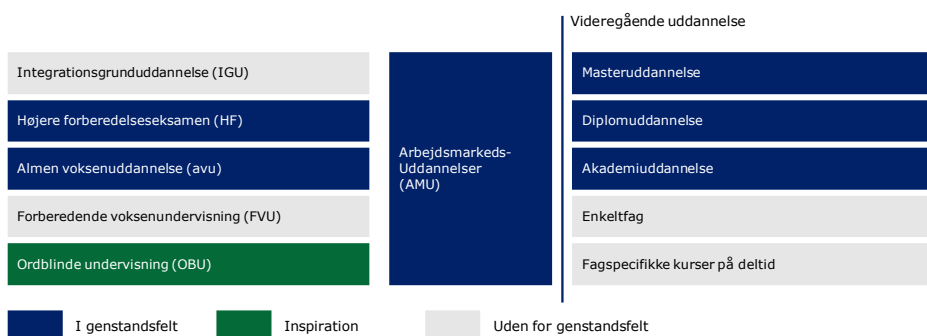 Videregående uddannelse
Integrationsgrunduddannelse (IGU)
Højere forberedelseseksamen (HF)
Almen voksenuddannelse (avu)
Forberedende voksenundervisning (FVU)
Ordblinde undervisning (OBU)
Arbejdsmarkeds-
Uddannelser
(AMU)
Masteruddannelse
Diplomuddannelse
Akademiuddannelse
Enkeltfag
Fagspecifikke kurser på deltid
I genstandsfelt
Inspiration
Uden for genstandsfelt